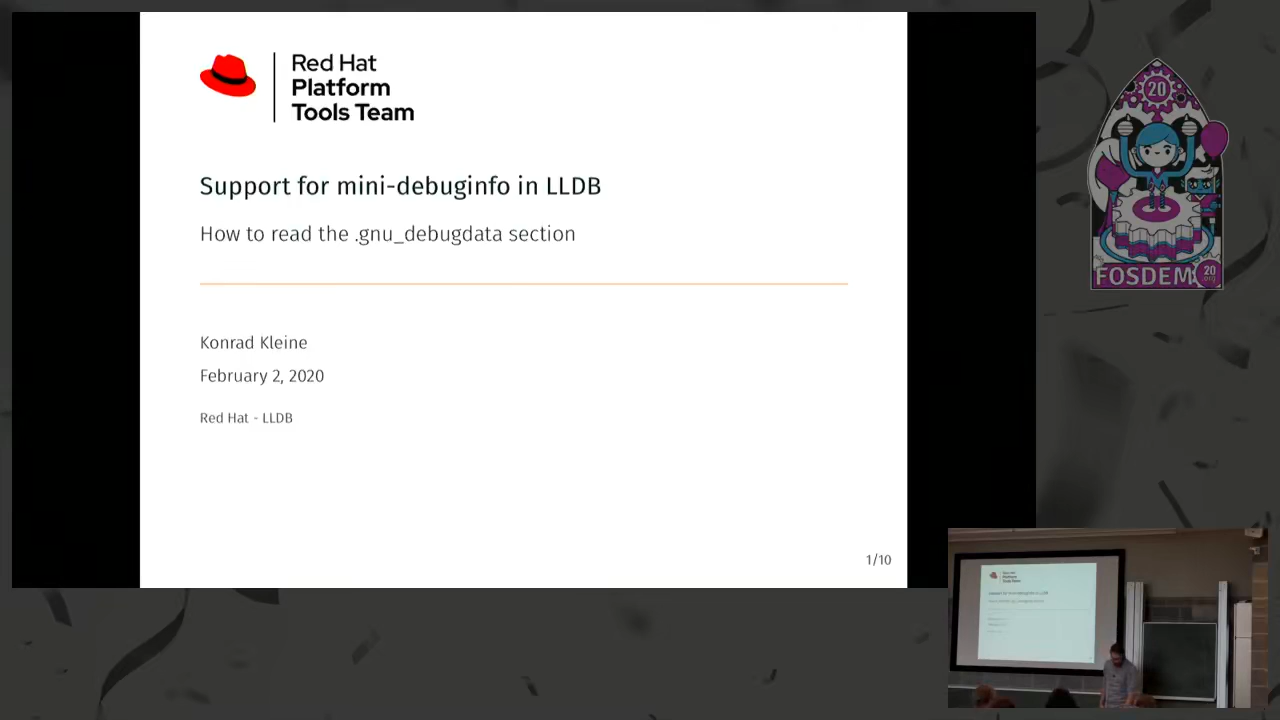 Red Hat
Platform
Tools Team
Support for mini-debuginfo in LLDB
How to read the .gnu_debugdata section
Konrad Kleine
February 2, 2020
Red Hat - LLDB
1/10
20
FOSDEM
20
.org